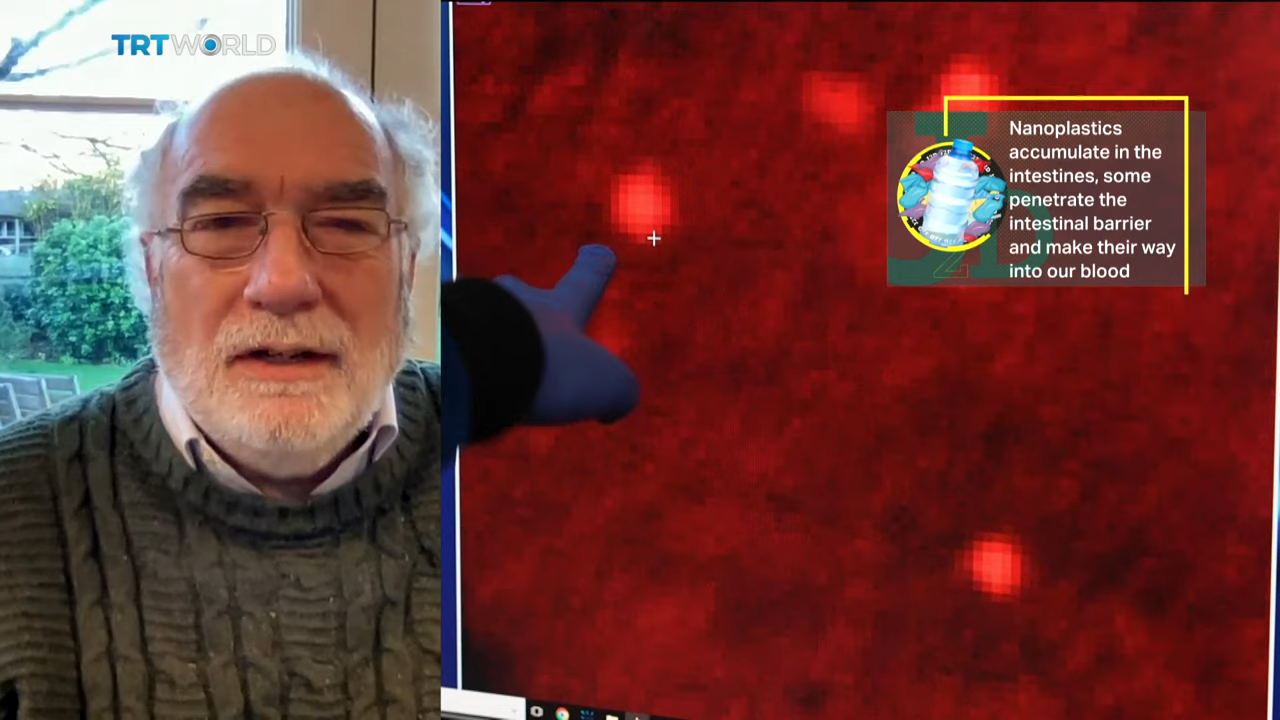 TRT WORLD
Nanoplastics
accumulate in the
intestines, some
penetrate the
intestinal barrier
and make their way
into our blood